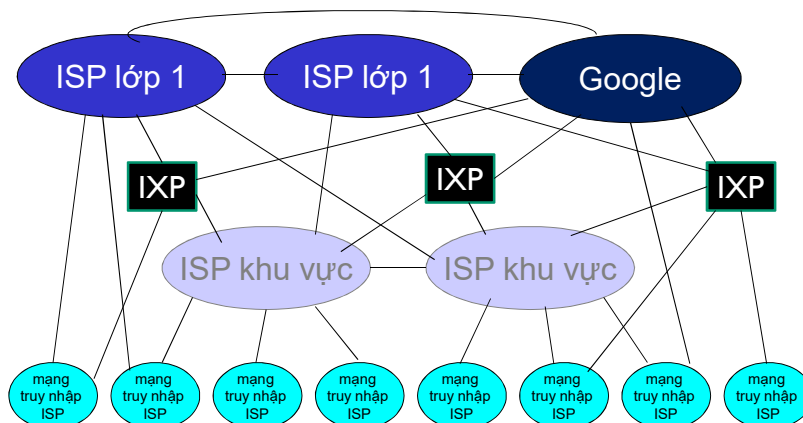 ISP lớp 1
ISP lớp 1
Google
IXP
IXP
IXP
ISP khu vực
ISP khu vực
mạng
truy nhập
ISP
mạng
truy nhập
ISP
mạng
truy nhập
ISP
mạng
truy nhập
ISP
mạng
truy nhập
ISP
mạng
truy nhập
ISP
mạng
truy nhập
ISP
mạng
truy nhập
ISP